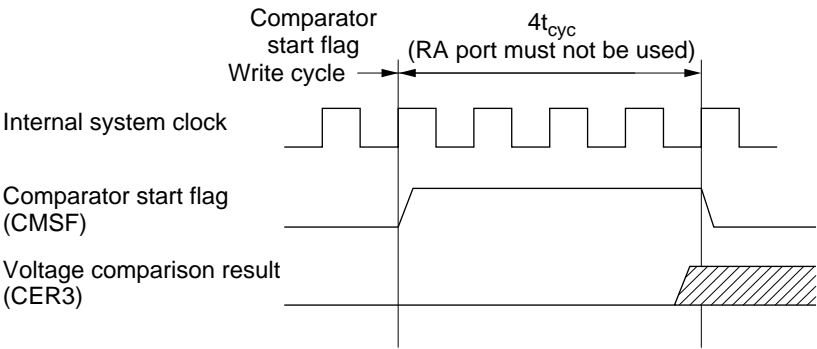 Comparator
start flag
Write cycle
4tcyc
(RA port must not be used)
Internal system clock
Comparator start flag
(CMSF)
Voltage comparison result
(CER3)